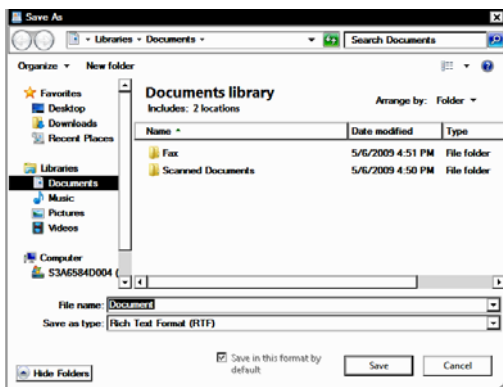 Save As
Libraries Documents
Search Documents
Organize New folder
Favorites
Desktop
Downloads
Recent Places
Libraries
Documents
Music
Pictures
Videos
Computer
S3A6584D004 (
Documents library
Includes: 2 locations
Arrange by: Folder
Name Date modified Type
Fax 5/6/2009 4:51 PM File folder
Scanned Documents 5/6/2009 4:50 PM File folder
File name: Document
Save as type: Rich Text Format (RTF)
Hide Folders
Save in this format by
default
Save Cancel